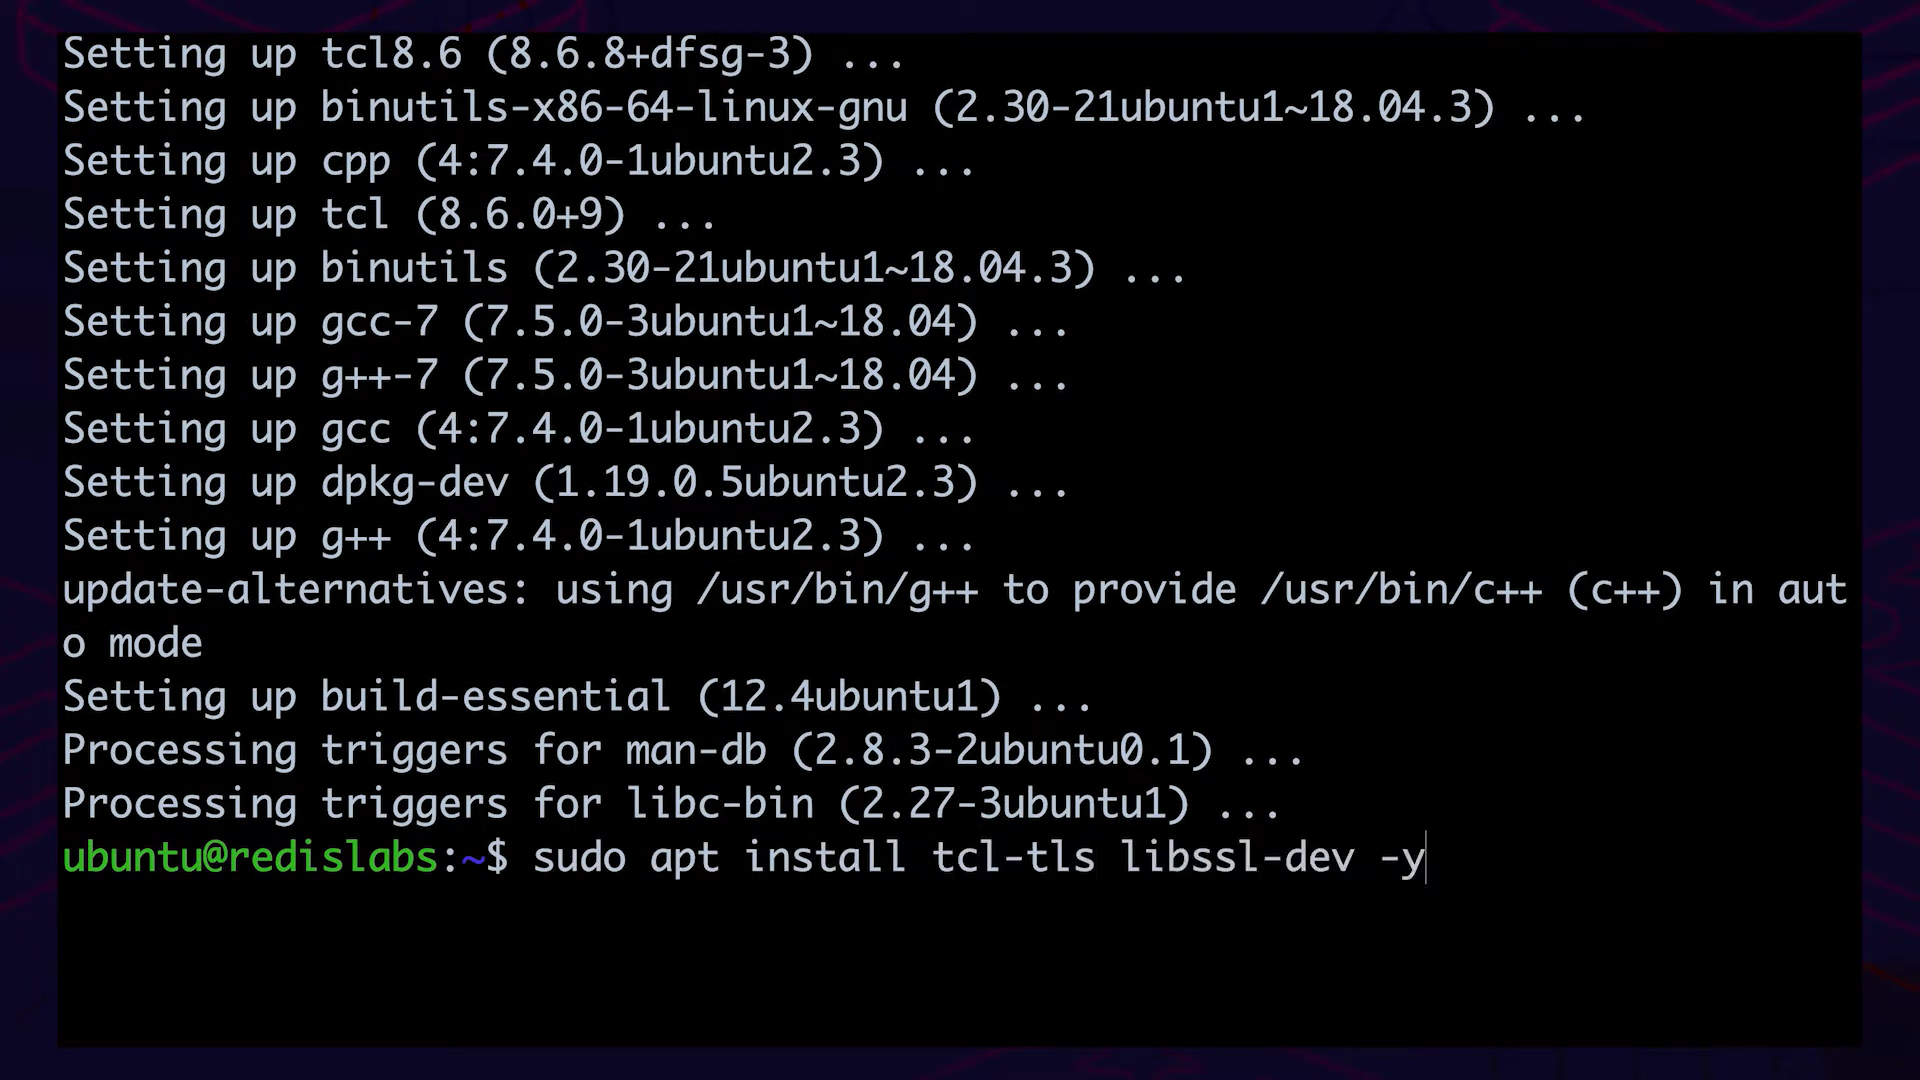 Setting up tcl8.6 (8.6.8+dfsg-3) ...
Setting up binutils-x86-64-linux-gnu (2.30-21ubuntu1~18.04.3) ...
Setting up cpp (4:7.4.0-1ubuntu2.3) ...
Setting up tcl (8.6.0+9) ...
Setting up binutils (2.30-21ubuntu1~18.04.3) ...
Setting up gcc-7 (7.5.0-3ubuntu1~18.04) ...
Setting up g++-7 (7.5.0-3ubuntu1~18.04) ...
Setting up gcc (4:7.4.0-1ubuntu2.3) ...
Setting up dpkg-dev (1.19.0.5ubuntu2.3) ...
Setting up g++ (4:7.4.0-1ubuntu2.3) ...
update-alternatives: using /usr/bin/g++ to provide /usr/bin/c++ (c++) in aut
o mode
Setting up build-essential (12.4ubuntu1) ...
Processing triggers for man-db (2.8.3-2ubuntu0.1) ...
Processing triggers for libc-bin (2.27-3ubuntu1) ...
ubuntu@redislabs:~$ sudo apt install tcl-tls libssl-dev -y